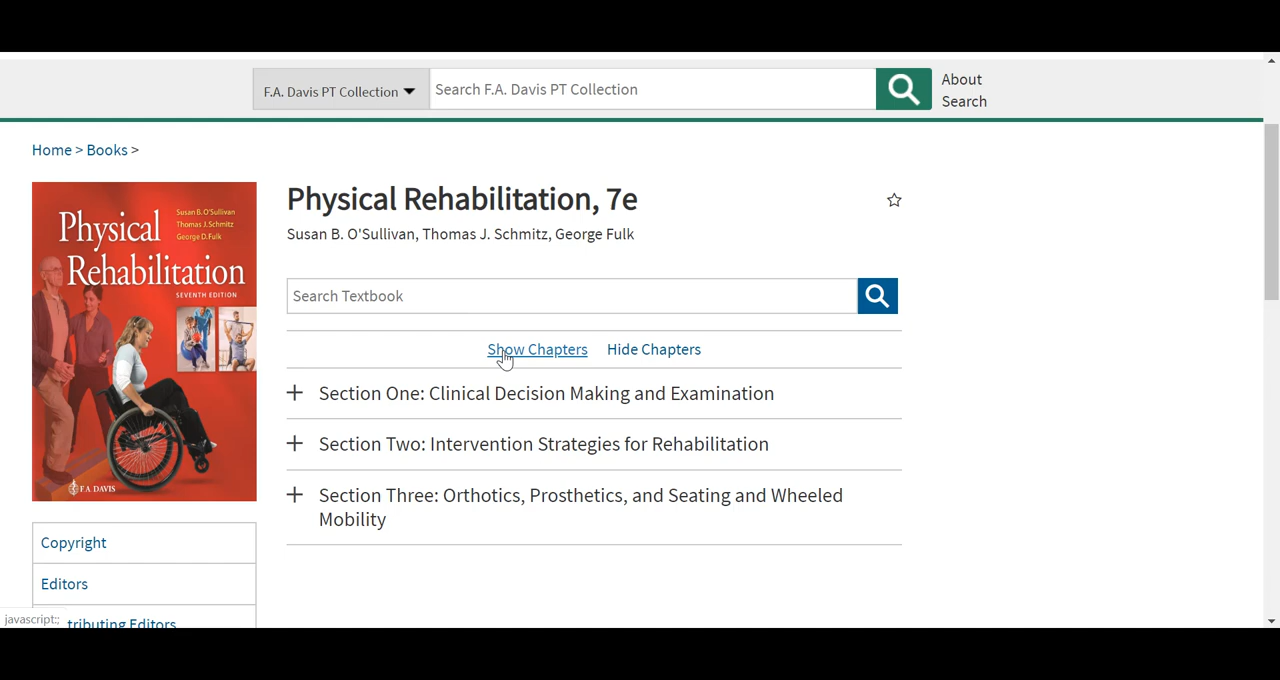 F.A. Davis PT Collection
Search F.A. Davis PT Collection
About
Search
Home > Books >
Physical
Rehabilitation
Susan B. O'Sullivan
Thomas J. Schmitz
George D. Fulk
SEVENTH EDITION
F.A. DAVIS
Physical Rehabilitation, 7e
Susan B. O'Sullivan, Thomas J. Schmitz, George Fulk
Search Textbook
Show Chapters Hide Chapters
+ Section One: Clinical Decision Making and Examination
+ Section Two: Intervention Strategies for Rehabilitation
+ Section Three: Orthotics, Prosthetics, and Seating and Wheeled
Mobility
Copyright
Editors
tributing Editors
javascript:;